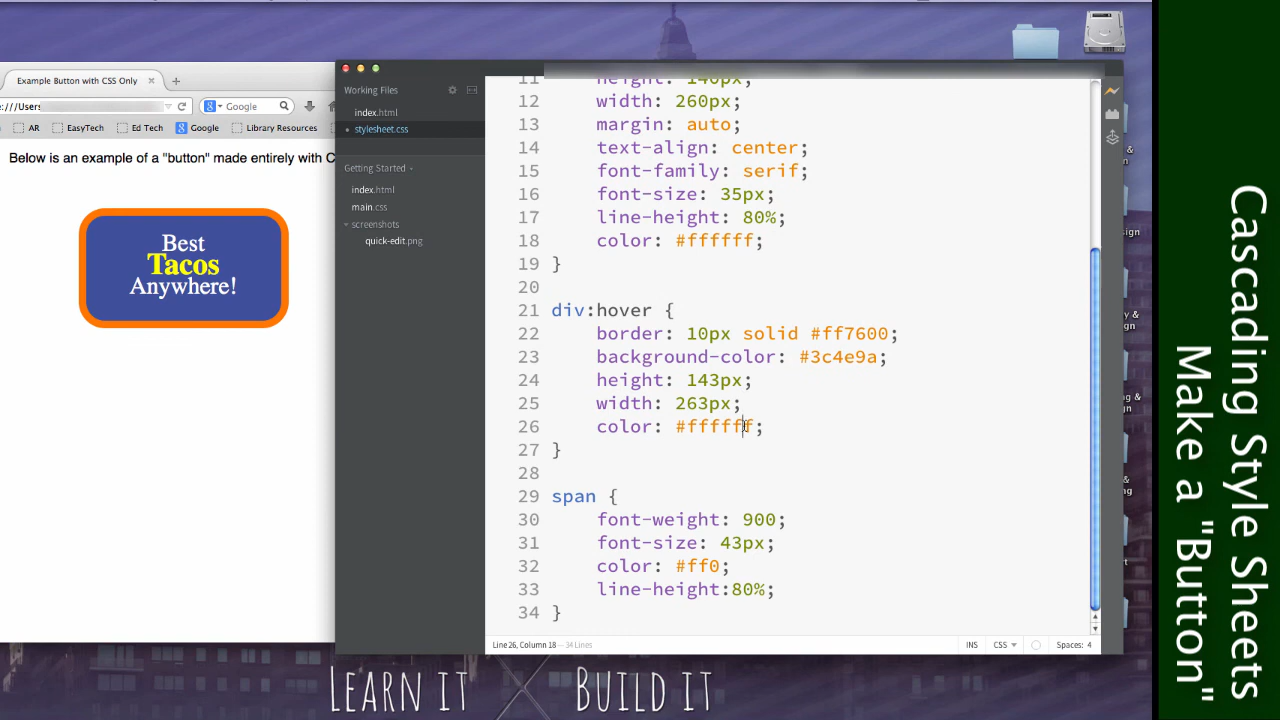 Example Button with CSS Only
:///Users
Google
AR
EasyTech
Ed Tech
Google
Library Resources
Below is an example of a "button" made entirely with C
Best
Tacos
Anywhere!
Working Files
index.html
stylesheet.css
Getting Started
index.html
main.css
screenshots
quick-edit.png
11 height: 140px;
12 width: 260px;
13 margin: auto;
14 text-align: center;
15 font-family: serif;
16 font-size: 35px;
17 line-height: 80%;
18 color: #ffffff;
19 }
20
21 div:hover {
22 border: 10px solid #ff7600;
23 background-color: #3c4e9a;
24 height: 143px;
25 width: 263px;
26 color: #ffffff;
27 }
28
29 span {
30 font-weight: 900;
31 font-size: 43px;
32 color: #ff0;
33 line-height:80%;
34 }
Line 26, Column 18 — 34 Lines
INS
CSS
Spaces: 4
LEARN IT
BUILD IT
Cascading Style Sheets
Make a "Button"